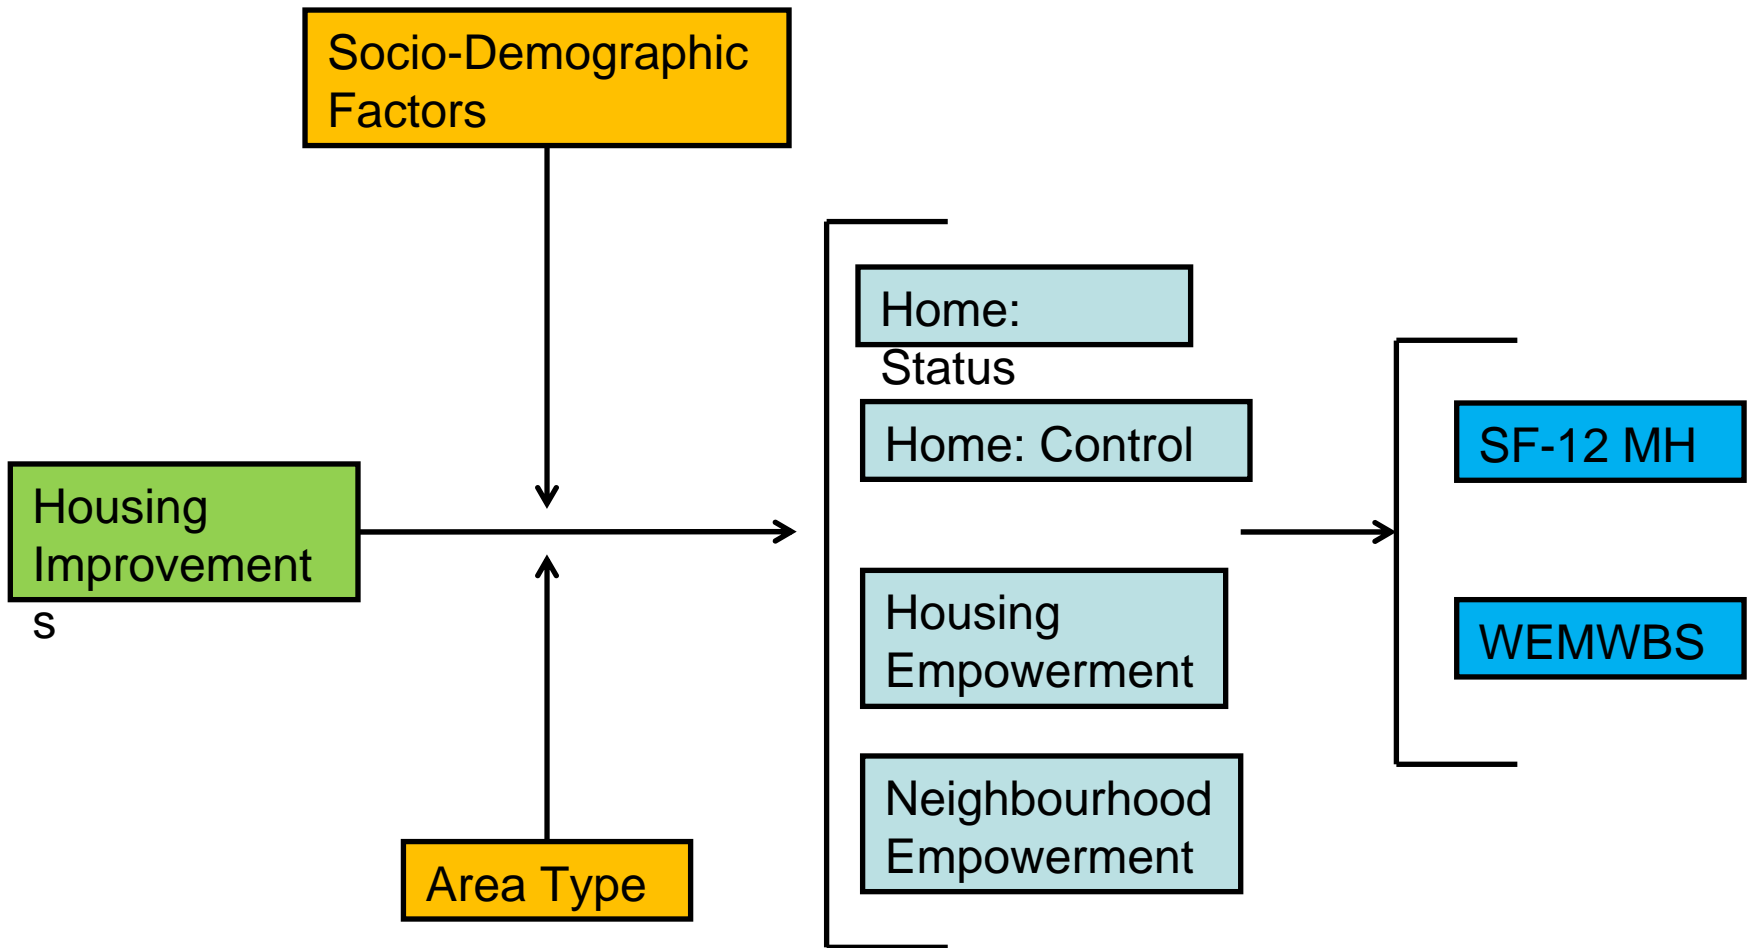 Socio-Demographic
Factors
Home:
Status
Home: Control
SF-12 MH
Housing
Improvement
s
Housing
Empowerment
WEMWBS
Neighbourhood
Empowerment
Area Type